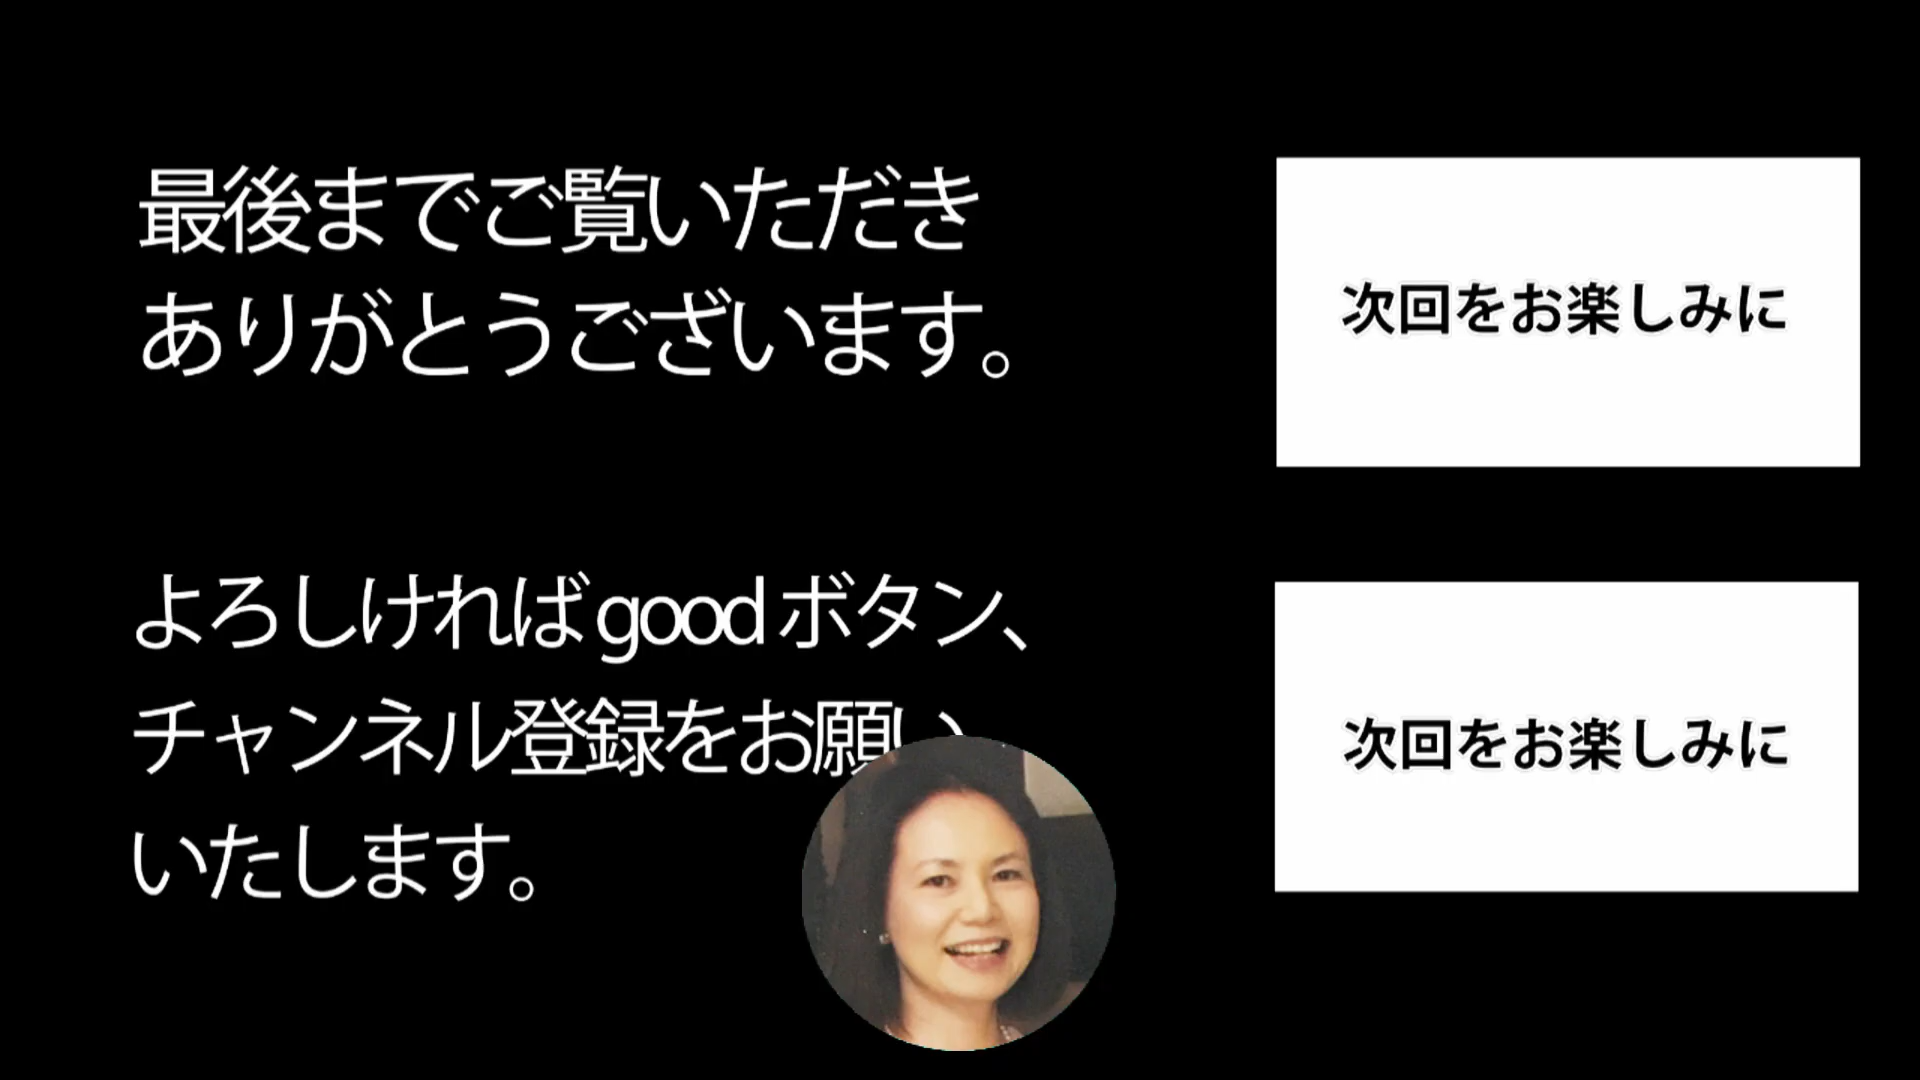 最後までご覧いただき
ありがとうございます。
よろしければgoodボタン、
チャンネル登録をお願い
いたします。
次回をお楽しみに
次回をお楽しみに